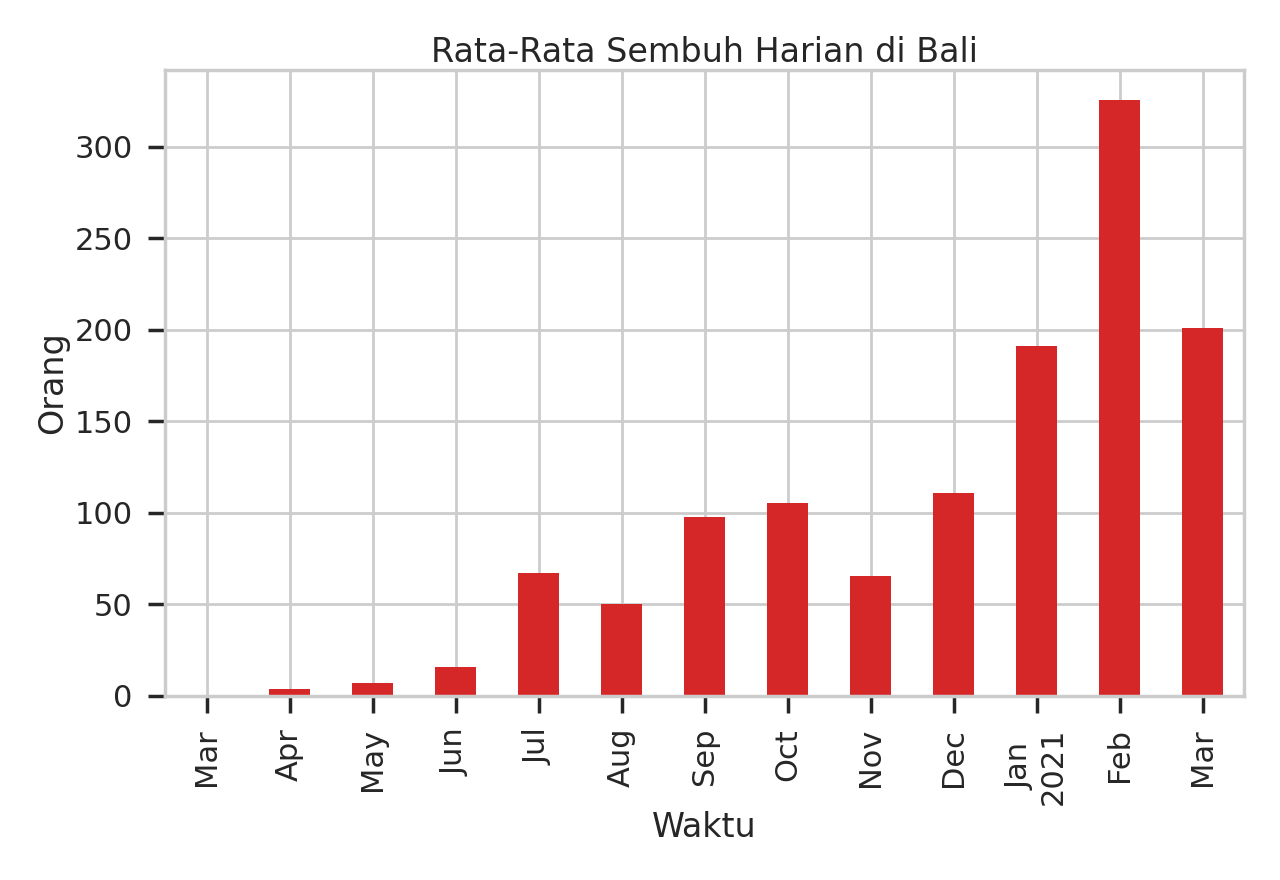 Rata-Rata Sembuh Harian di Bali
Orang
300
250
200
150
100
50
0
Mar
Apr
May
Jun
Jul
Aug
Sep
Oct
Nov
Dec
Jan
2021
Feb
Mar
Waktu